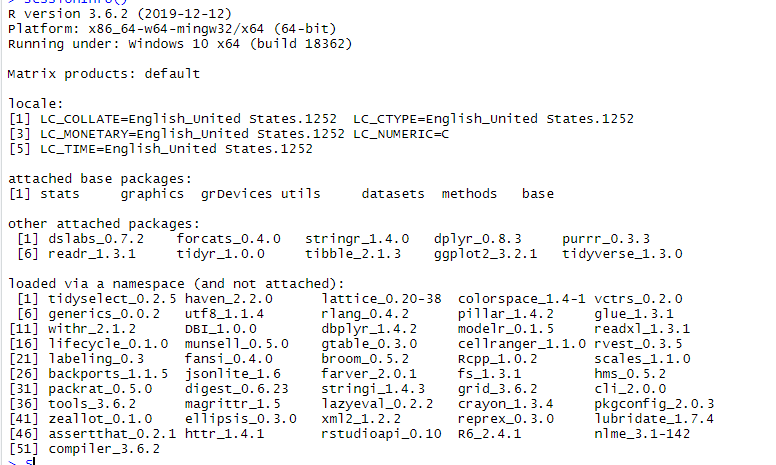 > sessionInfo()
R version 3.6.2 (2019-12-12)
Platform: x86_64-w64-mingw32/x64 (64-bit)
Running under: Windows 10 x64 (build 18362)

Matrix products: default

locale:
[1] LC_COLLATE=English_United States.1252  LC_CTYPE=English_United States.1252
[3] LC_MONETARY=English_United States.1252 LC_NUMERIC=C
[5] LC_TIME=English_United States.1252

attached base packages:
[1] stats     graphics  grDevices utils     datasets  methods   base

other attached packages:
 [1] dslabs_0.7.2    forcats_0.4.0   stringr_1.4.0   dplyr_0.8.3     purrr_0.3.3
 [6] readr_1.3.1     tidyr_1.0.0     tibble_2.1.3    ggplot2_3.2.1   tidyverse_1.3.0

loaded via a namespace (and not attached):
 [1] tidyselect_0.2.5 haven_2.2.0      lattice_0.20-38  colorspace_1.4-1 vctrs_0.2.0
 [6] generics_0.0.2   utf8_1.1.4       rlang_0.4.2      pillar_1.4.2     glue_1.3.1
[11] withr_2.1.2      DBI_1.0.0        dbplyr_1.4.2     modelr_0.1.5     readxl_1.3.1
[16] lifecycle_0.1.0  munsell_0.5.0    gtable_0.3.0     cellranger_1.1.0 rvest_0.3.5
[21] labeling_0.3     fansi_0.4.0      broom_0.5.2      Rcpp_1.0.2       scales_1.1.0
[26] backports_1.1.5  jsonlite_1.6     farver_2.0.1     fs_1.3.1         hms_0.5.2
[31] packrat_0.5.0    digest_0.6.23    stringi_1.4.3    grid_3.6.2       cli_2.0.0
[36] tools_3.6.2      magrittr_1.5     lazyeval_0.2.2   crayon_1.3.4     pkgconfig_2.0.3
[41] zeallot_0.1.0    ellipsis_0.3.0   xml2_1.2.2       reprex_0.3.0     lubridate_1.7.4
[46] assertthat_0.2.1 httr_1.4.1       rstudioapi_0.10  R6_2.4.1         nlme_3.1-142
[51] compiler_3.6.2